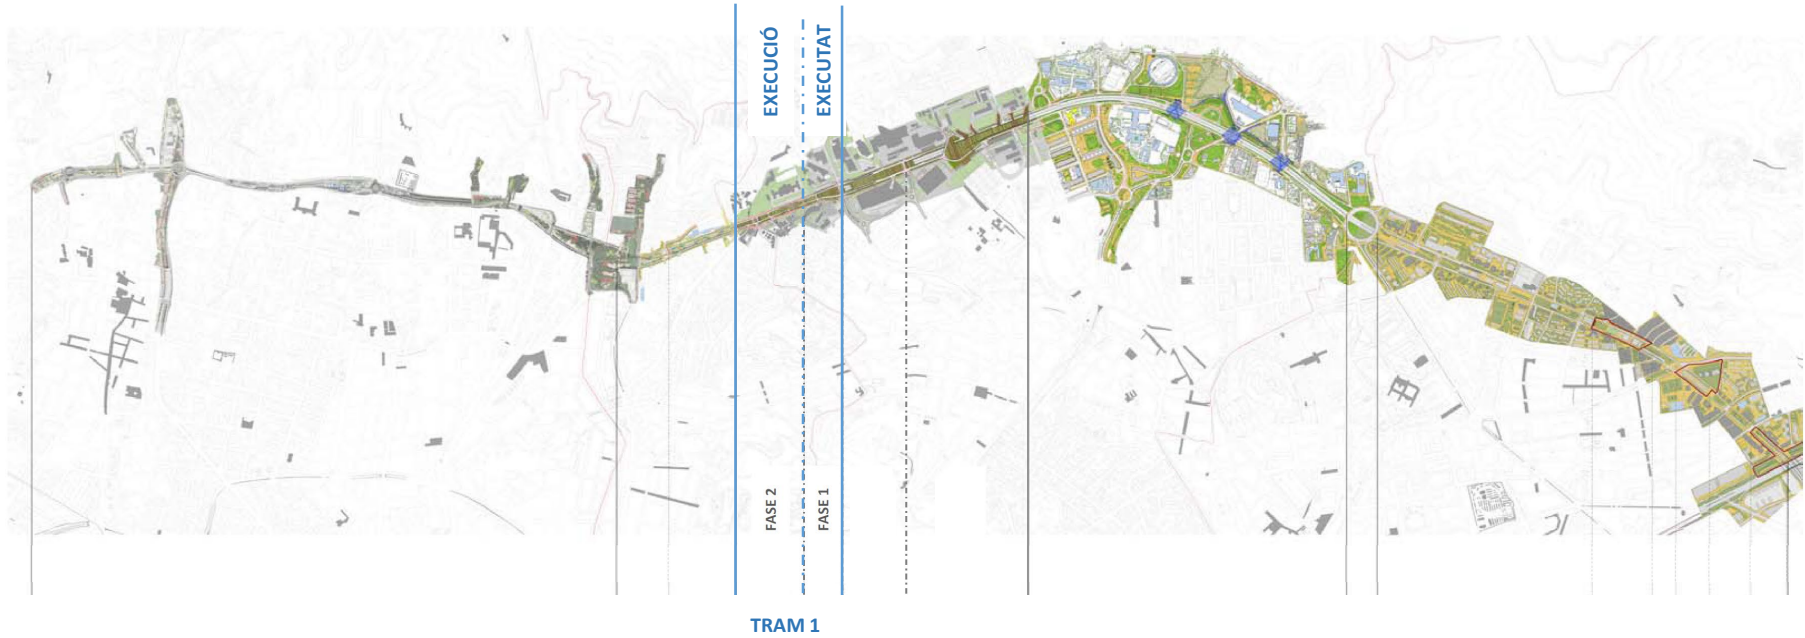 EXECUCIÓ
EXECUTAT
FASE 2
FASE 1
TRAM 1